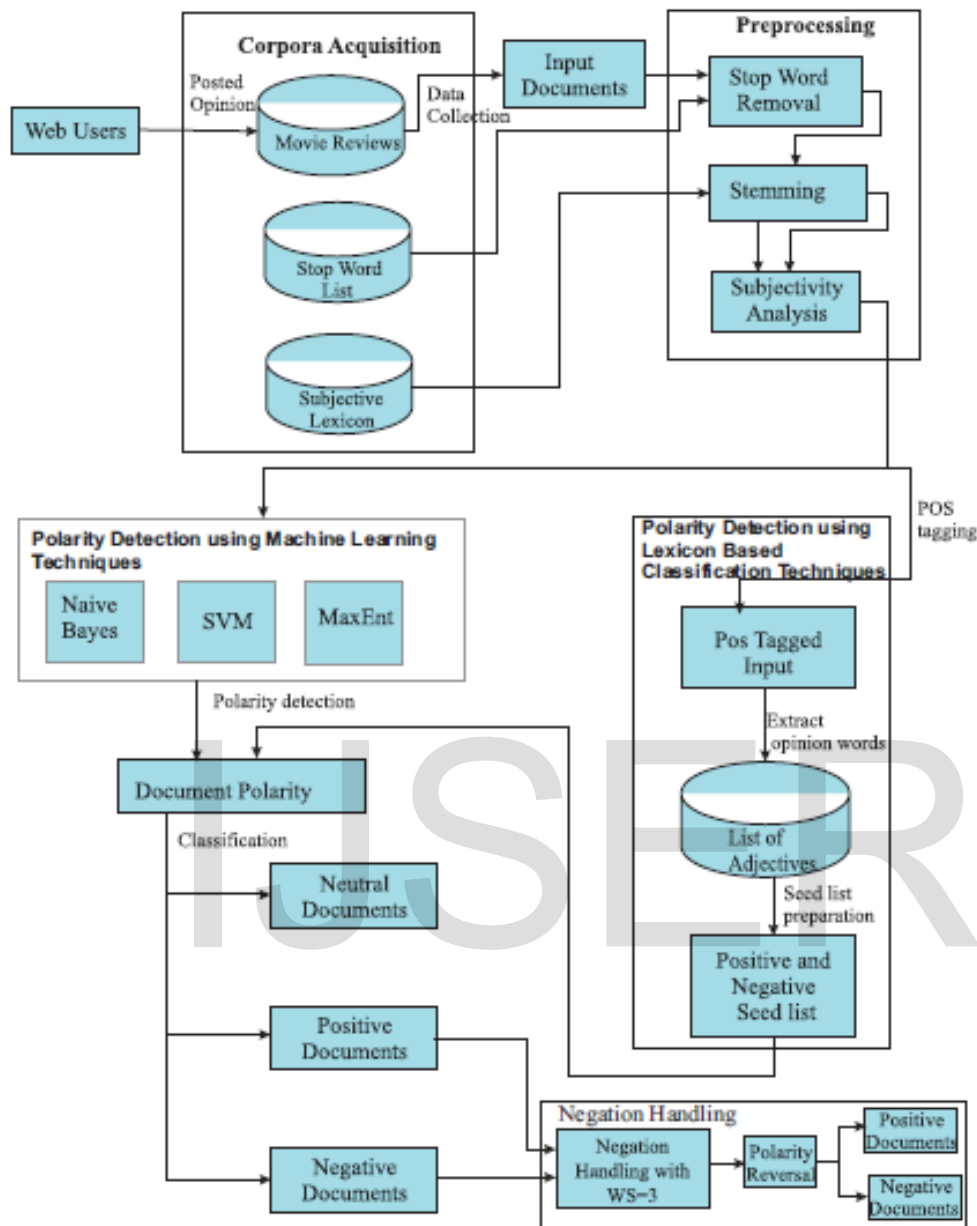 Corpora Acquisition
Preprocessing
Posted
Opinion
Web Users
Movie Reviews
Data
Collection
Input
Documents
Stop Word
Removal
Stemming
Stop Word
List
Subjectivity
Analysis
Subjective
Lexicon
POS
tagging
Polarity Detection using Machine Learning
Techniques
Naive
Bayes
SVM
MaxEnt
Polarity Detection using
Lexicon Based
Classification Techniques
Pos Tagged
Input
Polarity detection
Extract
opinion words
Document Polarity
List of
Adjectives
Classification
Seed list
preparation
Neutral
Documents
Positive and
Negative
Seed list
Positive
Documents
Negative
Documents
Negation Handling
Negation
Handling with
WS=3
Polarity
Reversal
Positive
Documents
Negative
Documents
IJSER